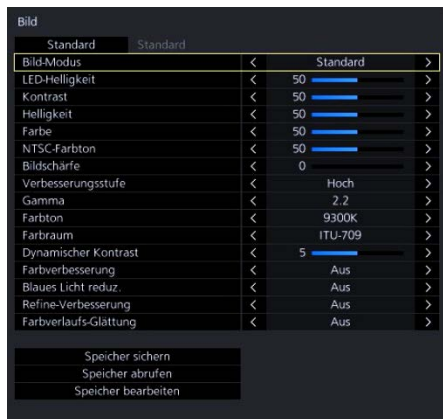 Bild
Standard Standard
Bild-Modus < Standard >
LED-Helligkeit < 50 >
Kontrast < 50 >
Helligkeit < 50 >
Farbe < 50 >
NTSC-Farbton < 50 >
Bildschärfe < 0 >
Verbesserungsstufe < Hoch >
Gamma < 2.2 >
Farbton < 9300K >
Farbraum < ITU-709 >
Dynamischer Kontrast < 5 >
Farbverbesserung < Aus >
Blaues Licht reduz. < Aus >
Refine-Verbesserung < Aus >
Farbverlaufs-Glättung < Aus >
Speicher sichern
Speicher abrufen
Speicher bearbeiten